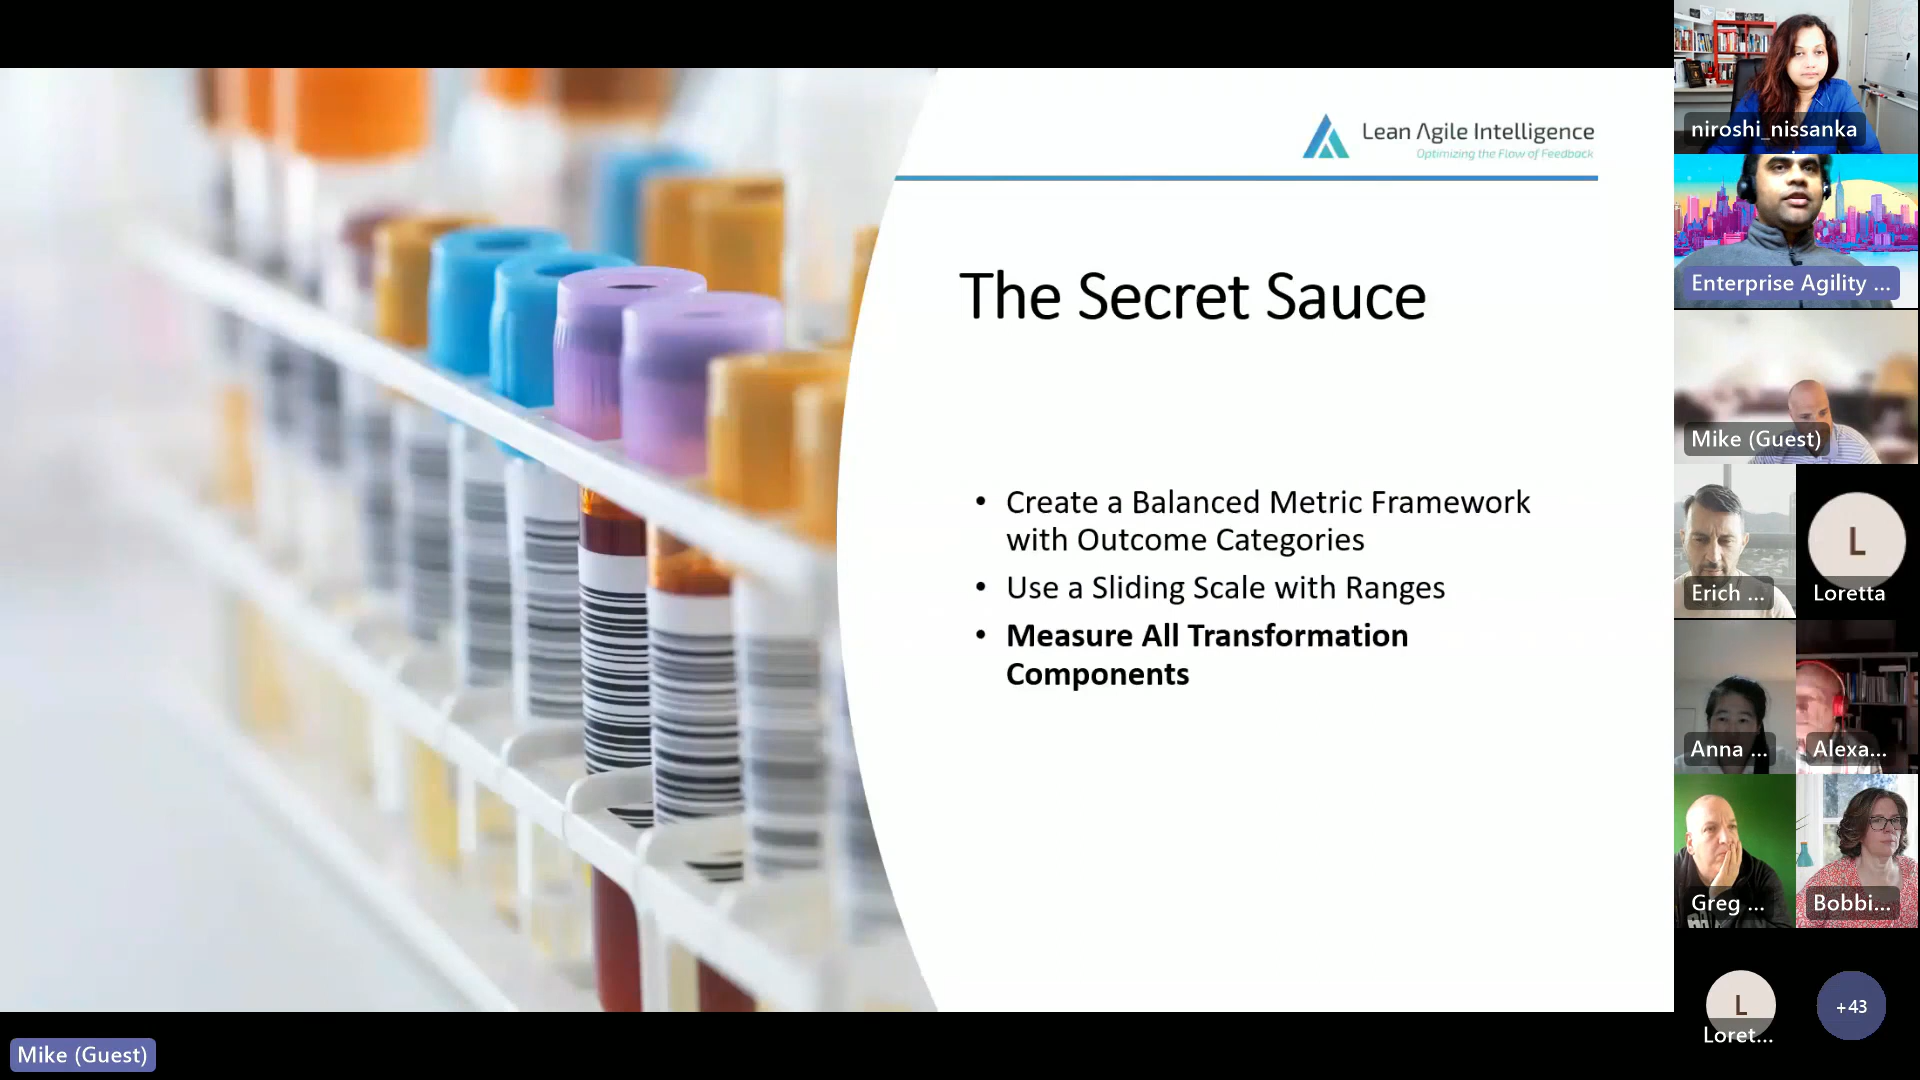 Lean Agile Intelligence
Optimizing the Flow of Feedback
The Secret Sauce
• Create a Balanced Metric Framework
with Outcome Categories
• Use a Sliding Scale with Ranges
• Measure All Transformation
Components
niroshi_nissanka
Enterprise Agility ...
Mike (Guest)
Erich ...
L
Loretta
Anna ...
Alexa...
Greg ...
Bobbi...
L
Loret...
+43
Mike (Guest)